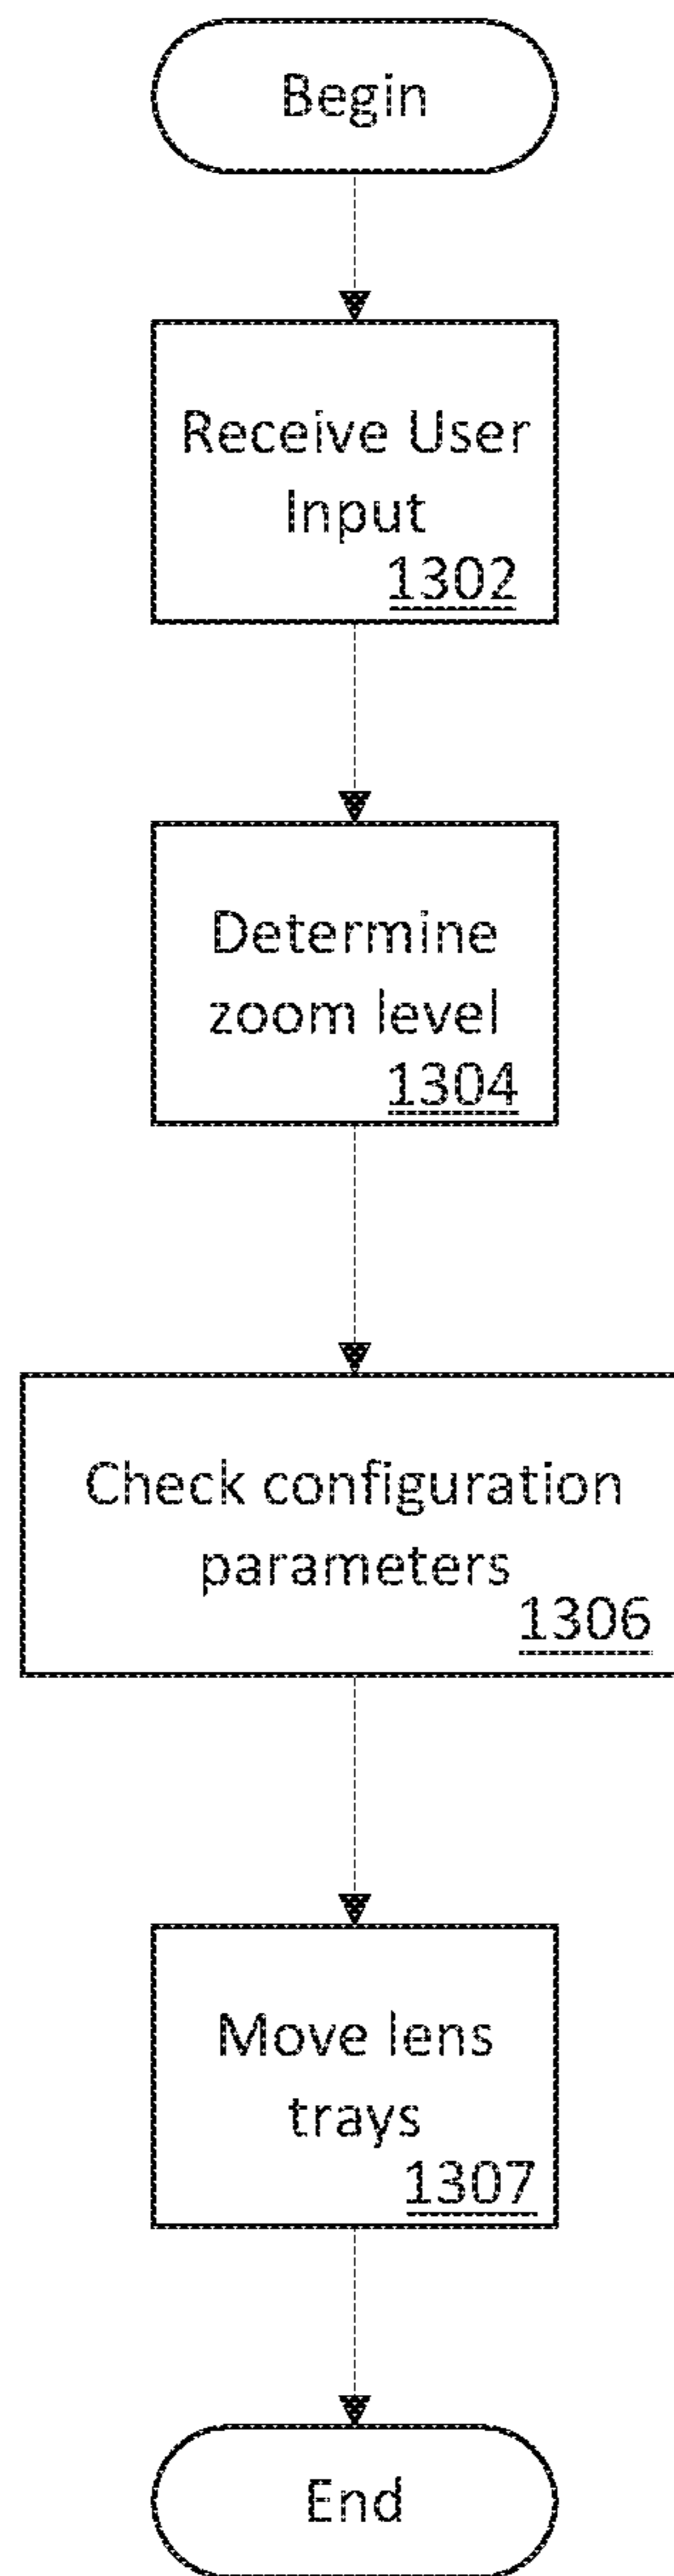 Begin
Receive User
Input
1302
Determine
zoom level
1304
Check configuration
parameters
1306
Move lens
trays
1307
End